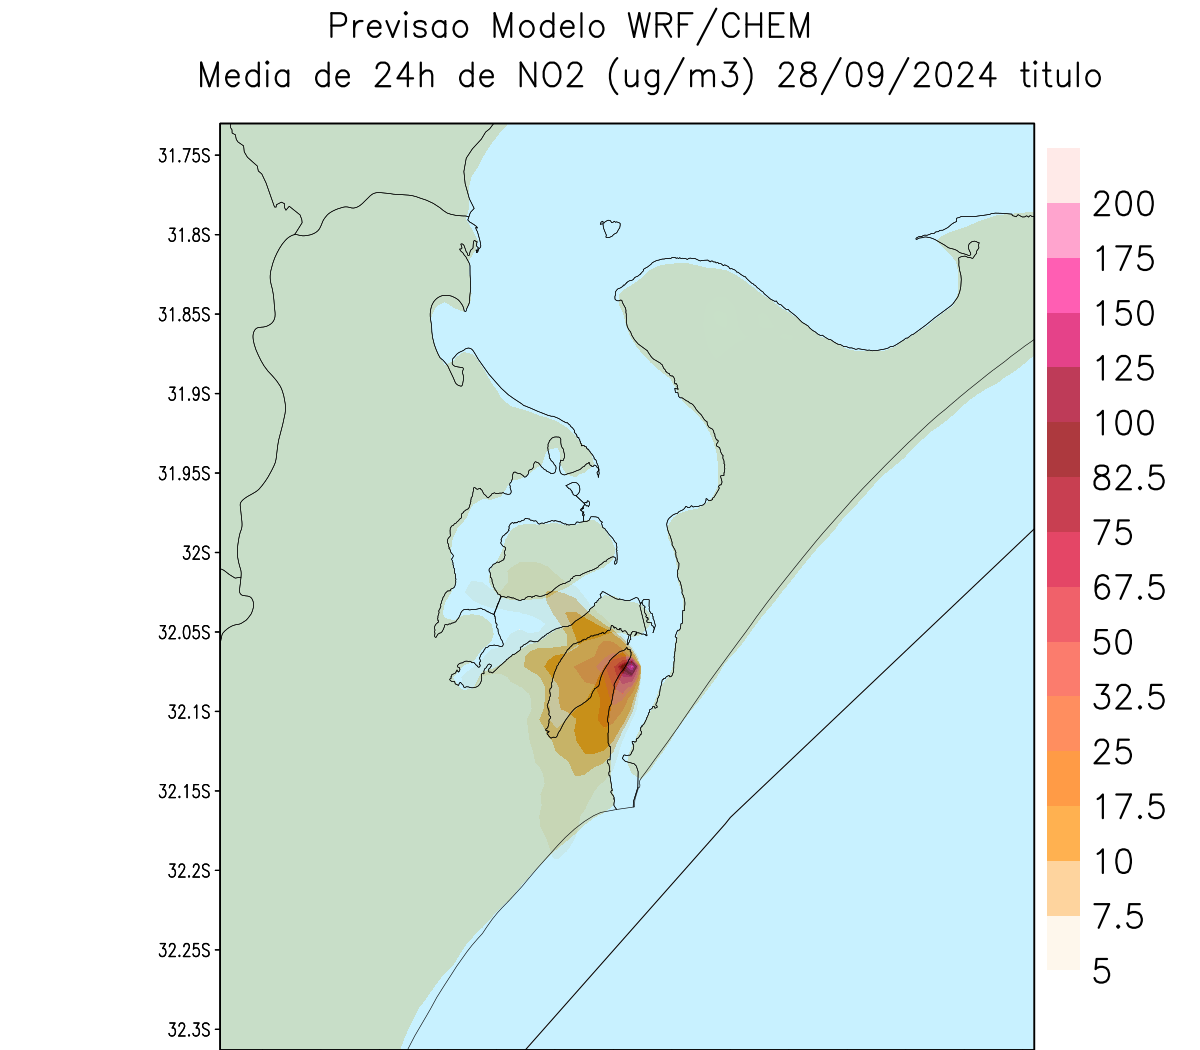 Previsao Modelo WRF/CHEM
Media de 24h de NO2 (ug/m3) 28/09/2024 titulo
31.75S
31.8S
31.85S
31.9S
31.95S
32S
32.05S
32.1S
32.15S
32.2S
32.25S
32.3S
200
175
150
125
100
82.5
75
67.5
50
32.5
25
17.5
10
7.5
5